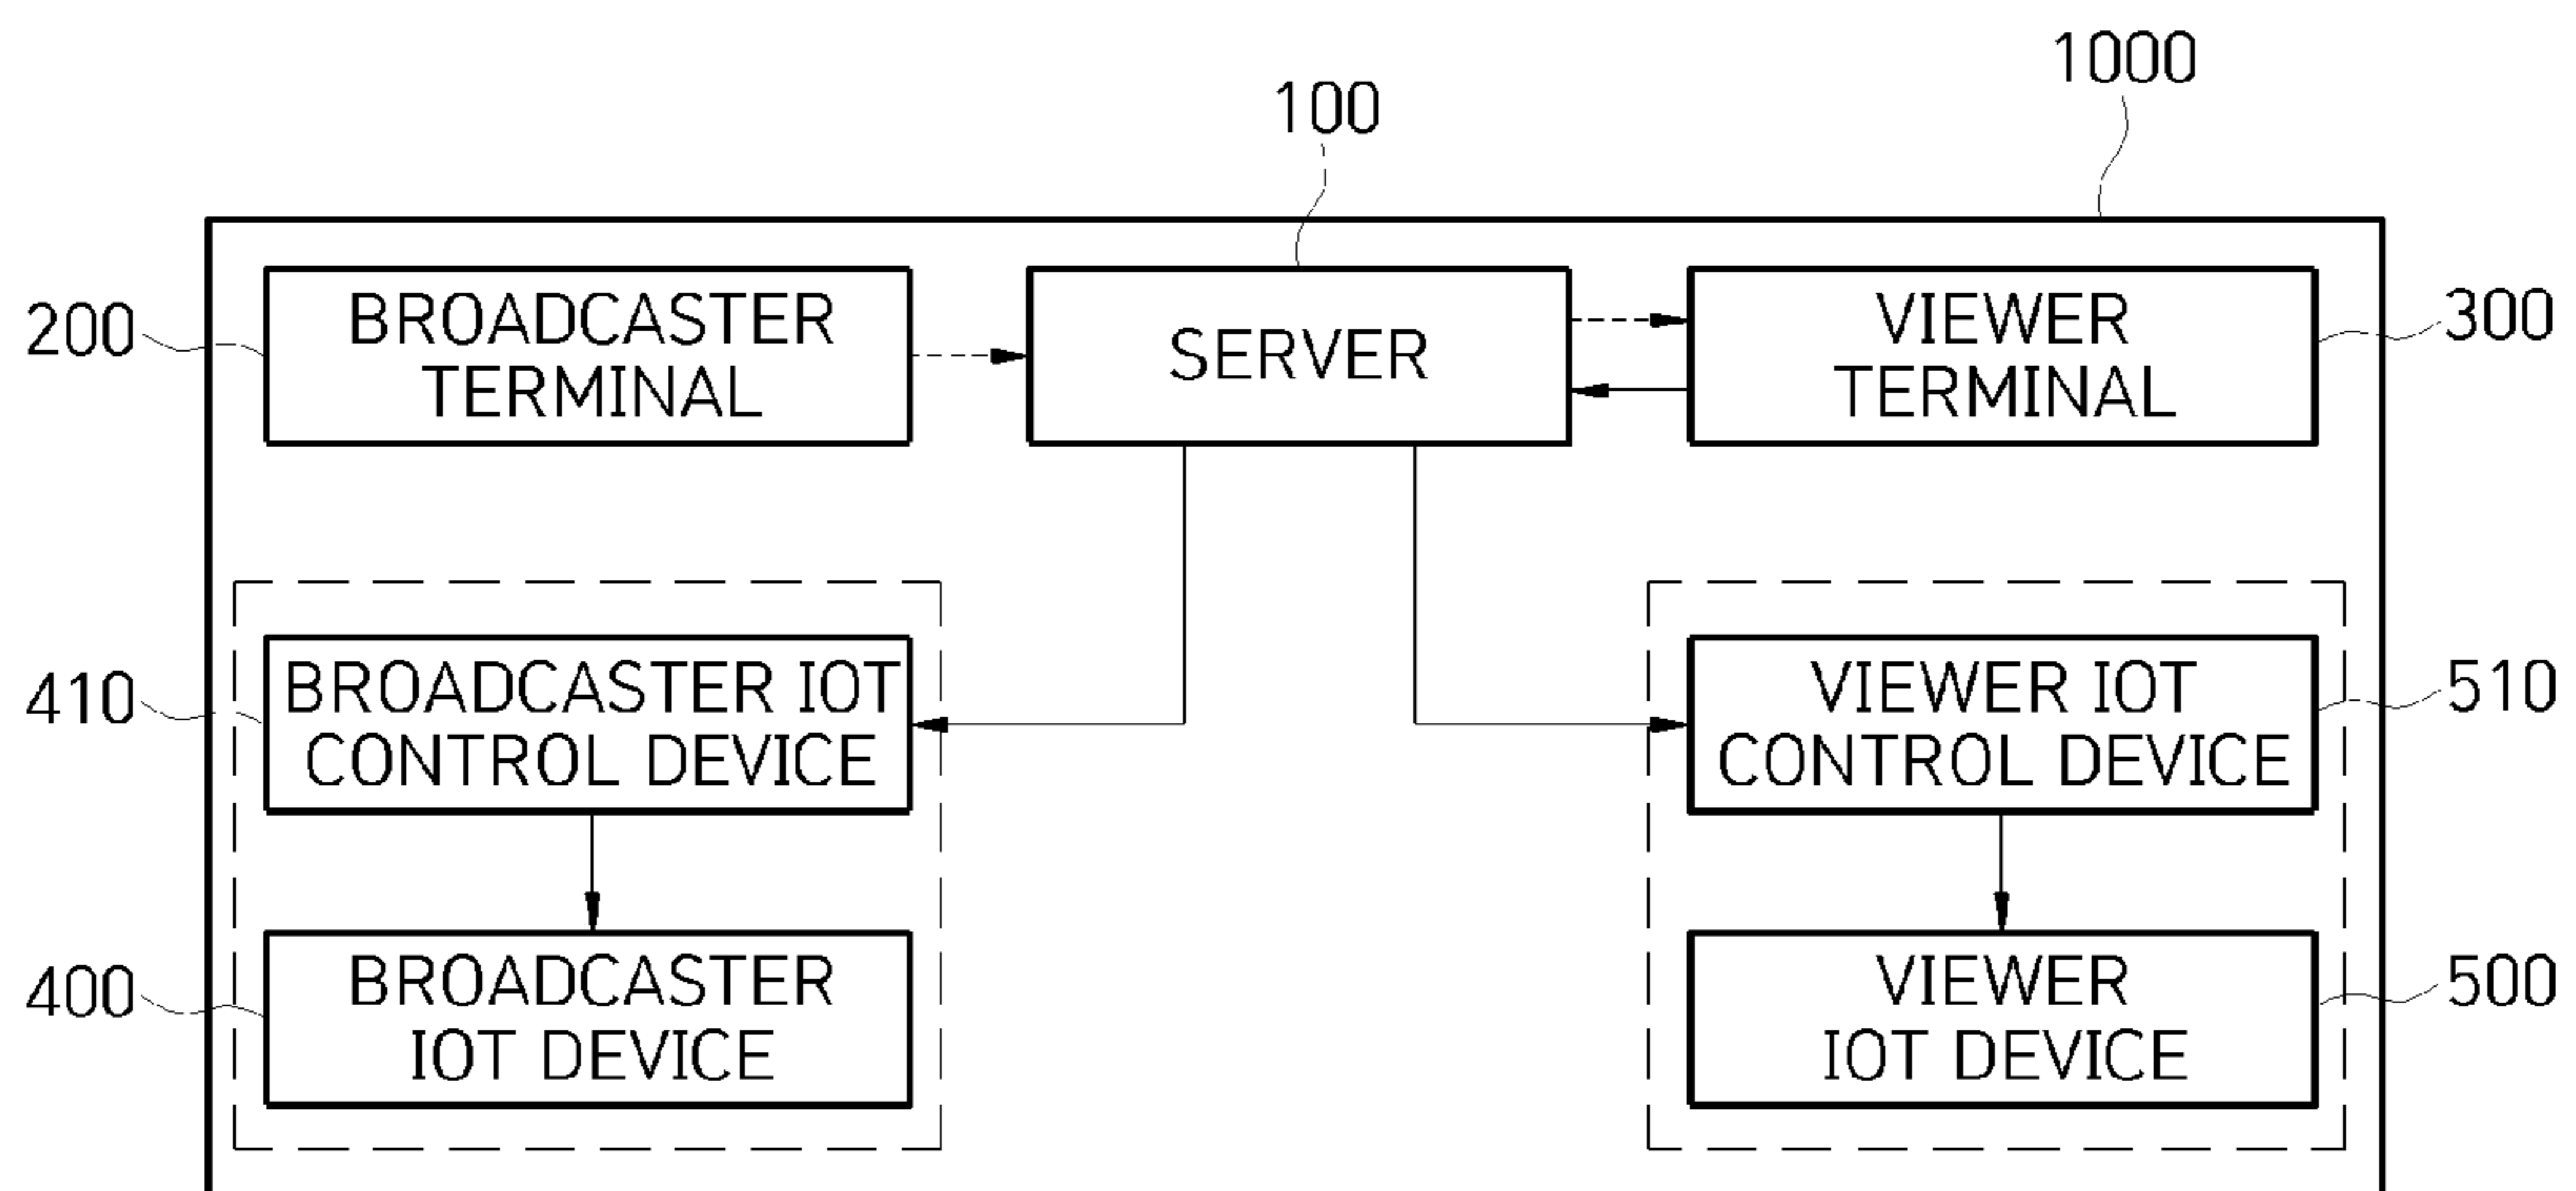 1000
100
200
BROADCASTER
TERMINAL
SERVER
VIEWER
TERMINAL
300
410
BROADCASTER IOT
CONTROL DEVICE
VIEWER IOT
CONTROL DEVICE
510
400
BROADCASTER
IOT DEVICE
VIEWER
IOT DEVICE
500